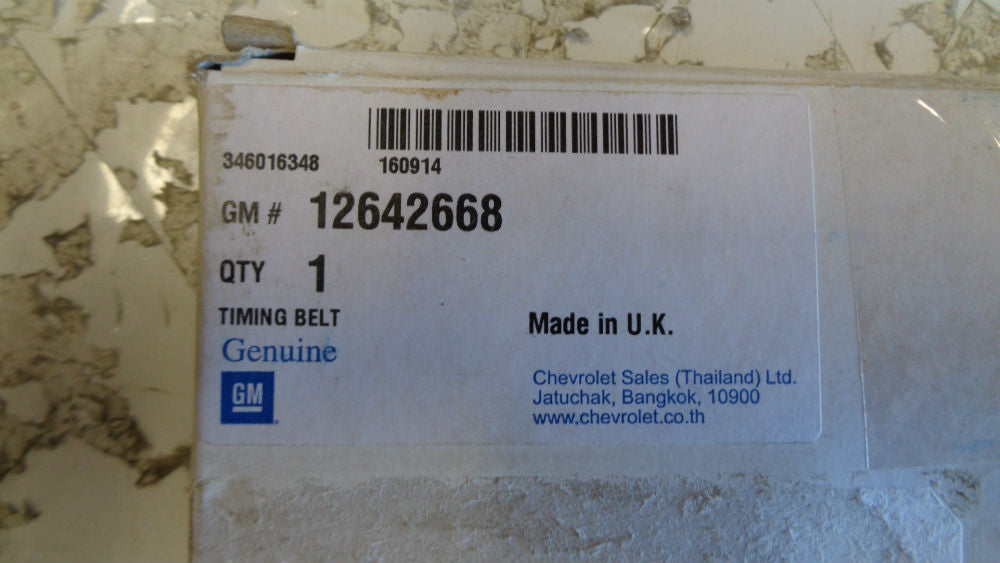 346016348 160914
GM # 12642668
QTY 1
TIMING BELT
Genuine
GM
Made in U.K.
Chevrolet Sales (Thailand) Ltd.
Jatuchak, Bangkok, 10900
www.chevrolet.co.th